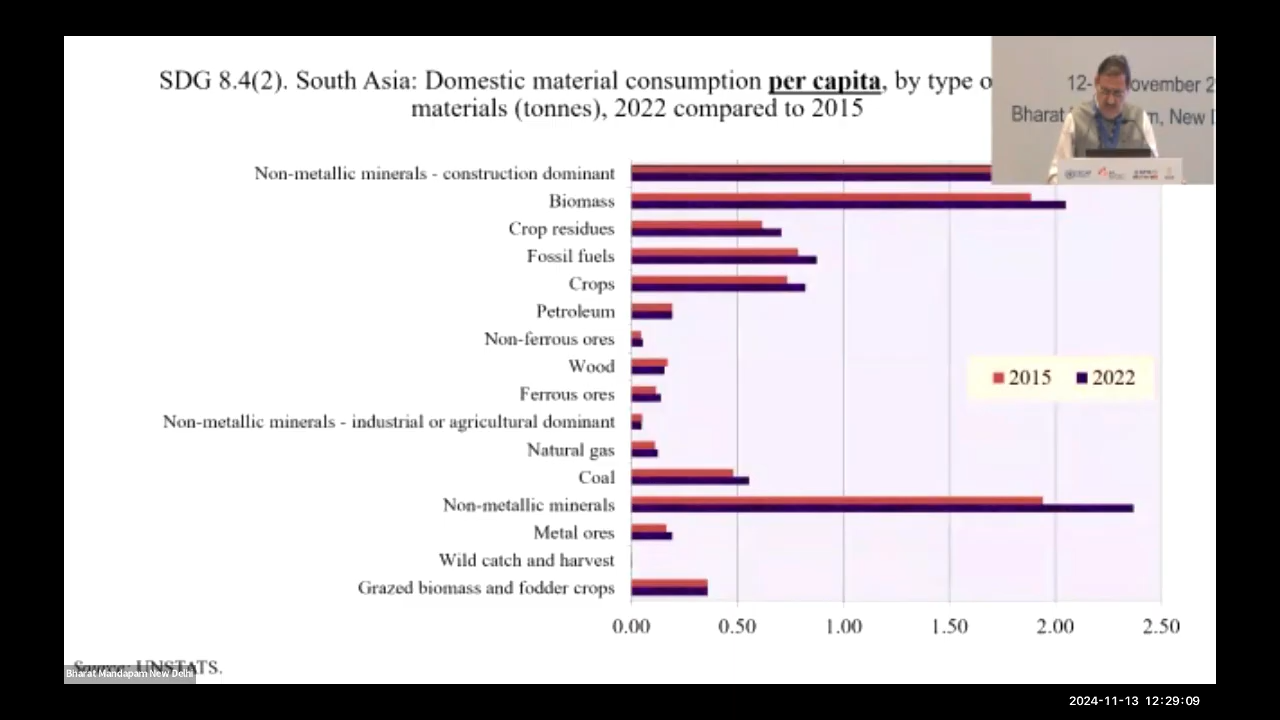 SDG 8.4(2). South Asia: Domestic material consumption per capita, by type o
materials (tonnes), 2022 compared to 2015
12- ovember 2
Bharat m, New D
Non-metallic minerals - construction dominant
Biomass
Crop residues
Fossil fuels
Crops
Petroleum
Non-ferrous ores
Wood
Ferrous ores
Non-metallic minerals - industrial or agricultural dominant
Natural gas
Coal
Non-metallic minerals
Metal ores
Wild catch and harvest
Grazed biomass and fodder crops
2015 2022
0.00 0.50 1.00 1.50 2.00 2.50
Source: UNSTATS.
Bharat Mandapam New Delhi
2024-11-13 12:29:09